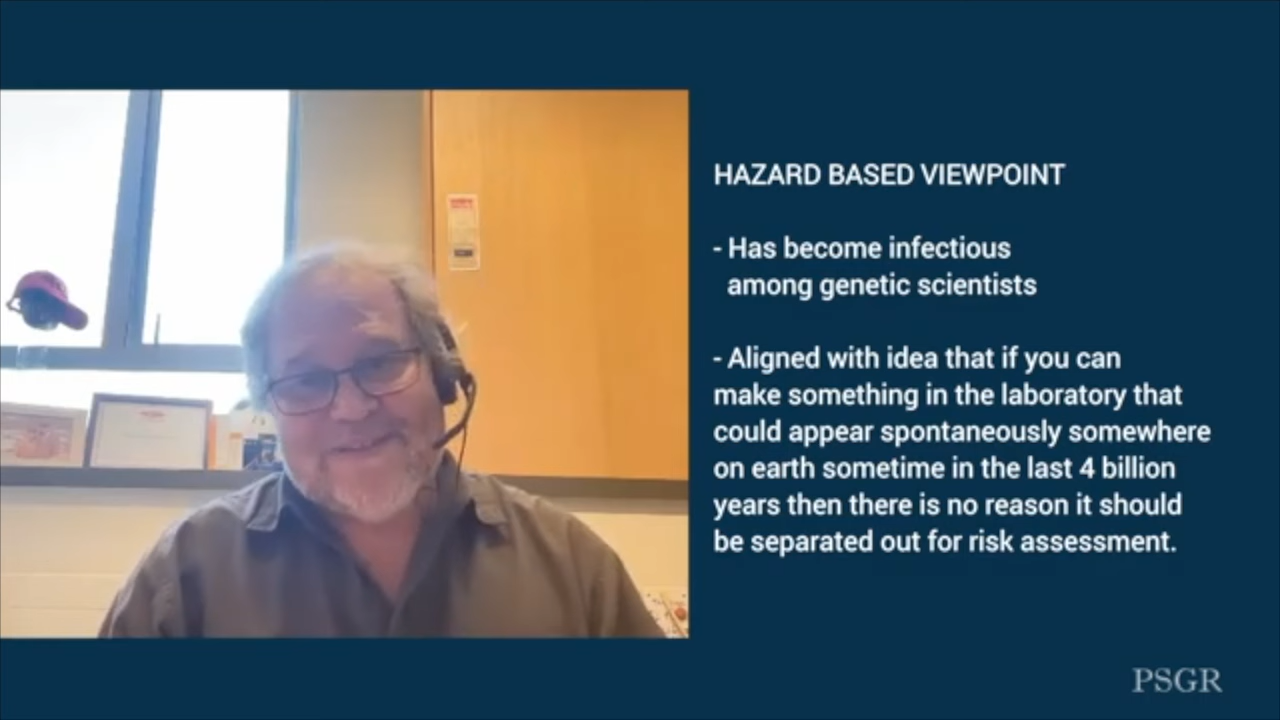 HAZARD BASED VIEWPOINT
- Has become infectious
among genetic scientists
- Aligned with idea that if you can
make something in the laboratory that
could appear spontaneously somewhere
on earth sometime in the last 4 billion
years then there is no reason it should
be separated out for risk assessment.
PSGR